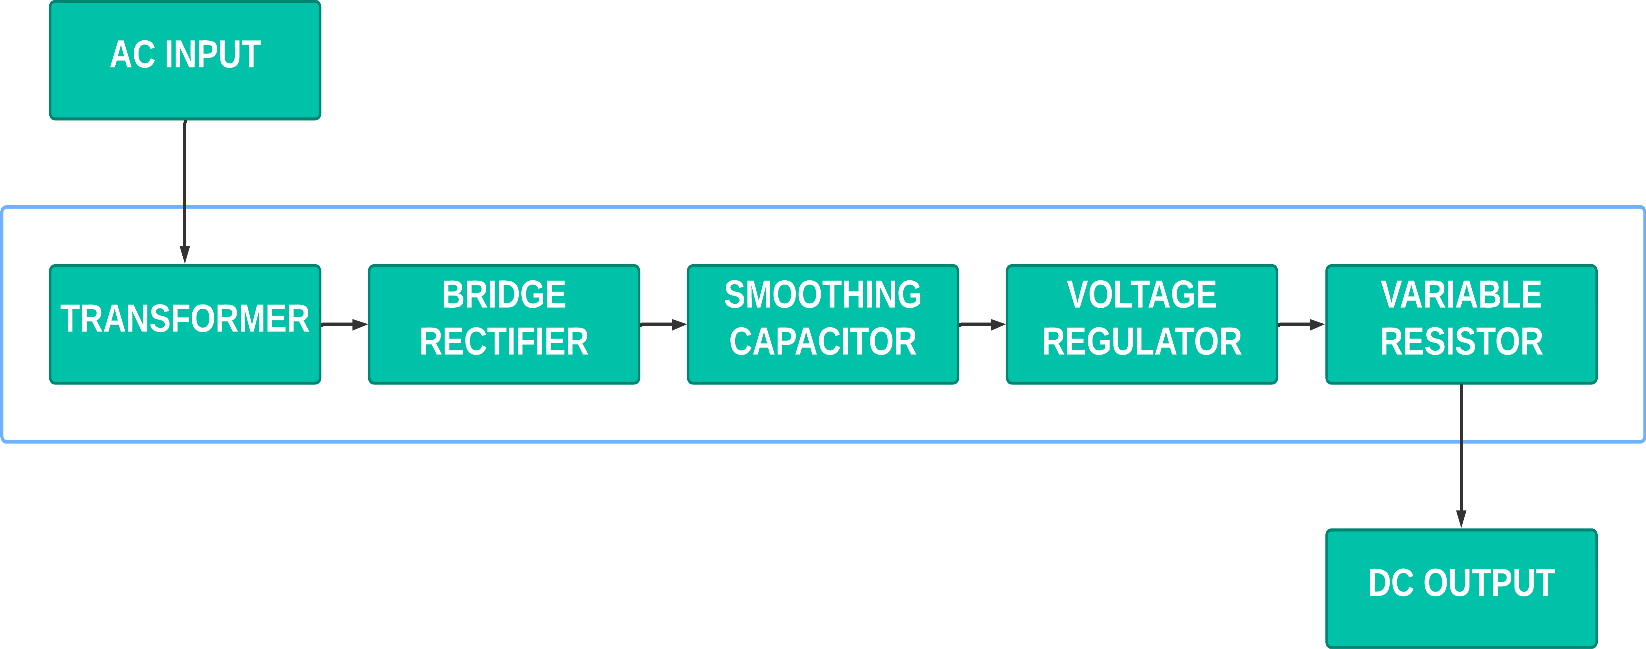 AC INPUT
TRANSFORMER
BRIDGE
RECTIFIER
SMOOTHING
CAPACITOR
VOLTAGE
REGULATOR
VARIABLE
RESISTOR
DC OUTPUT